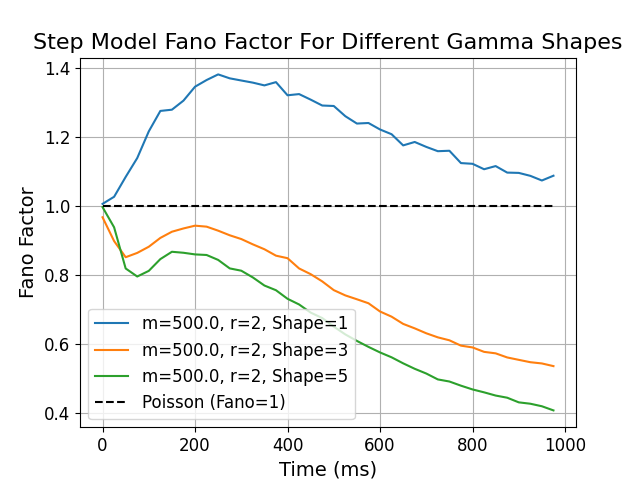 Step Model Fano Factor For Different Gamma Shapes
1.4
1.2
1.0
0.8
0.6
0.4
Fano Factor
m=500.0, r=2, Shape=1
m=500.0, r=2, Shape=3
m=500.0, r=2, Shape=5
Poisson (Fano=1)
0 200 400 600 800 1000
Time (ms)